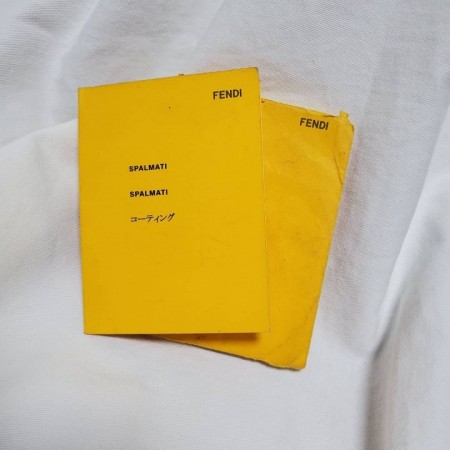 FENDI
SPALMATI
SPALMATI
コーティング
FENDI